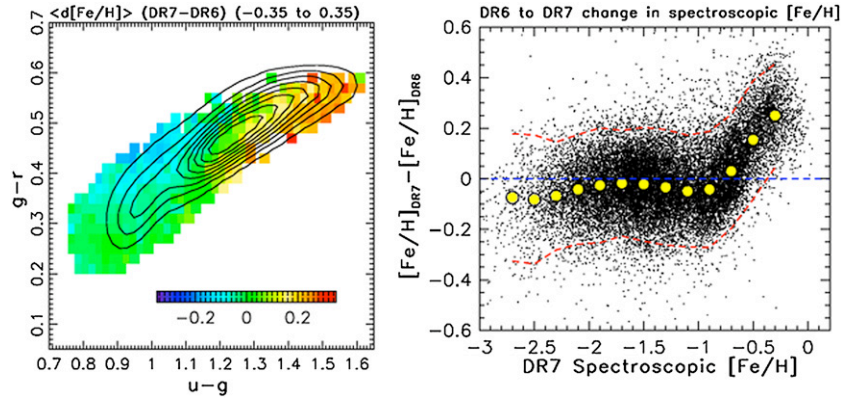 <d[Fe/H]> (DR7-DR6) (-0.35 to 0.35)
g-r
0.7
0.6
0.5
0.4
0.3
0.2
0.1
-0.2 0 0.2
0.7 0.8 0.9 1 1.1 1.2 1.3 1.4 1.5 1.6
u-g
DR6 to DR7 change in spectroscopic [Fe/H]
[Fe/H]DR7-[Fe/H]DR6
0.6
0.4
0.2
0
-0.2
-0.4
-0.6
-3 -2.5 -2 -1.5 -1 -0.5 0
DR7 Spectroscopic [Fe/H]